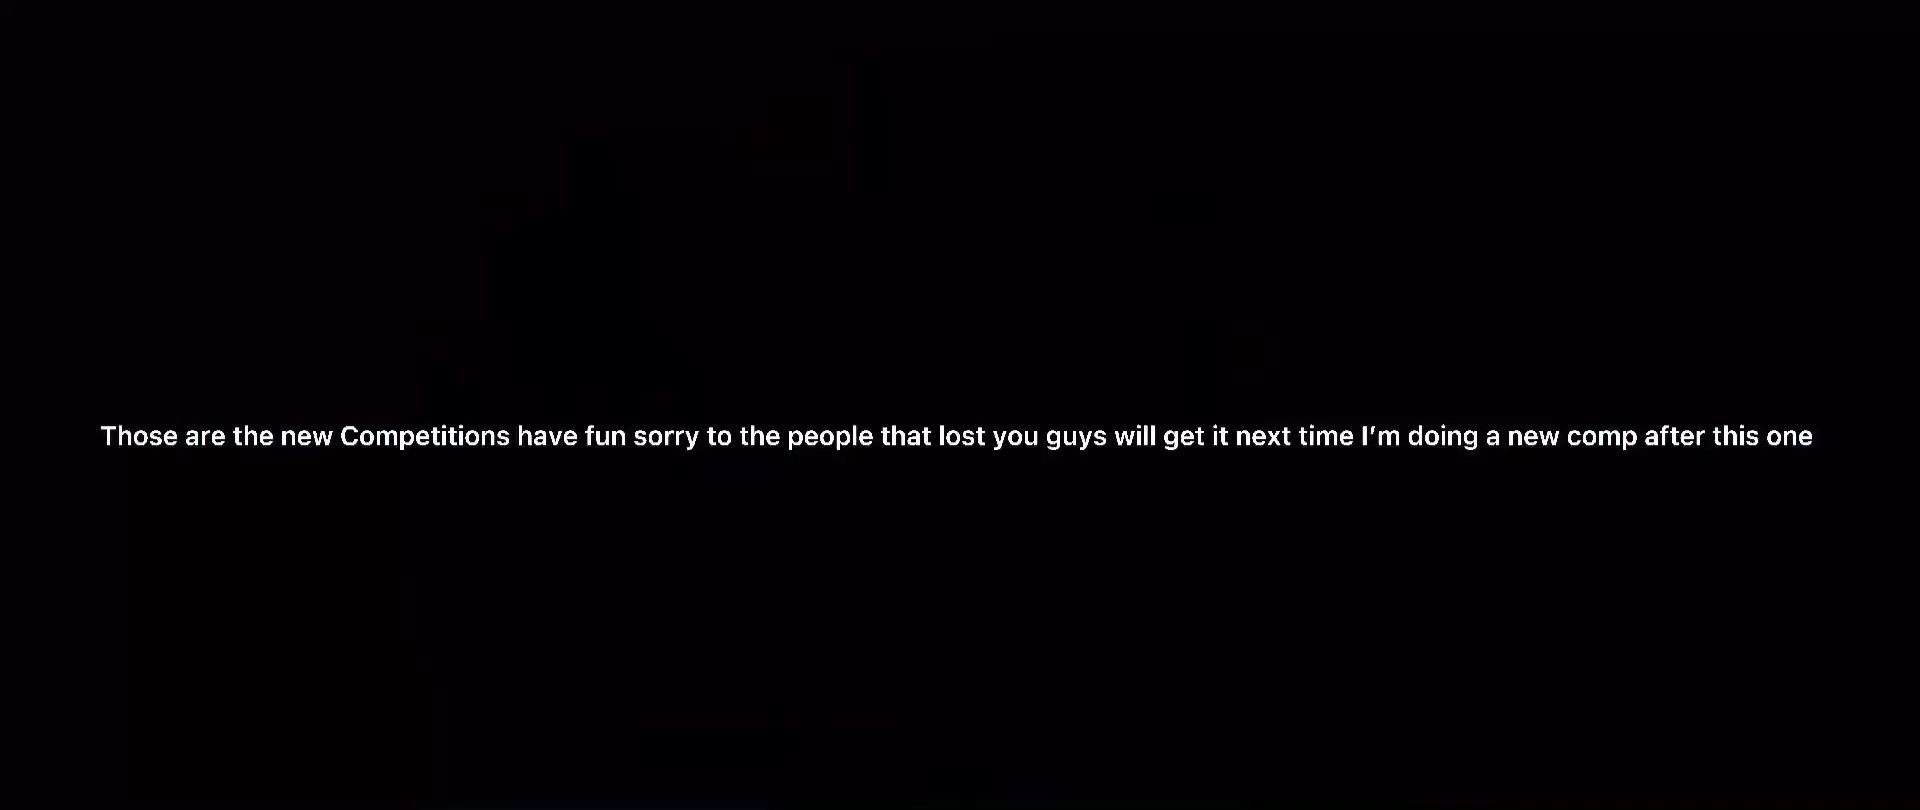 Those are the new Competitions have fun sorry to the people that lost you guys will get it next time I’m doing a new comp after this one